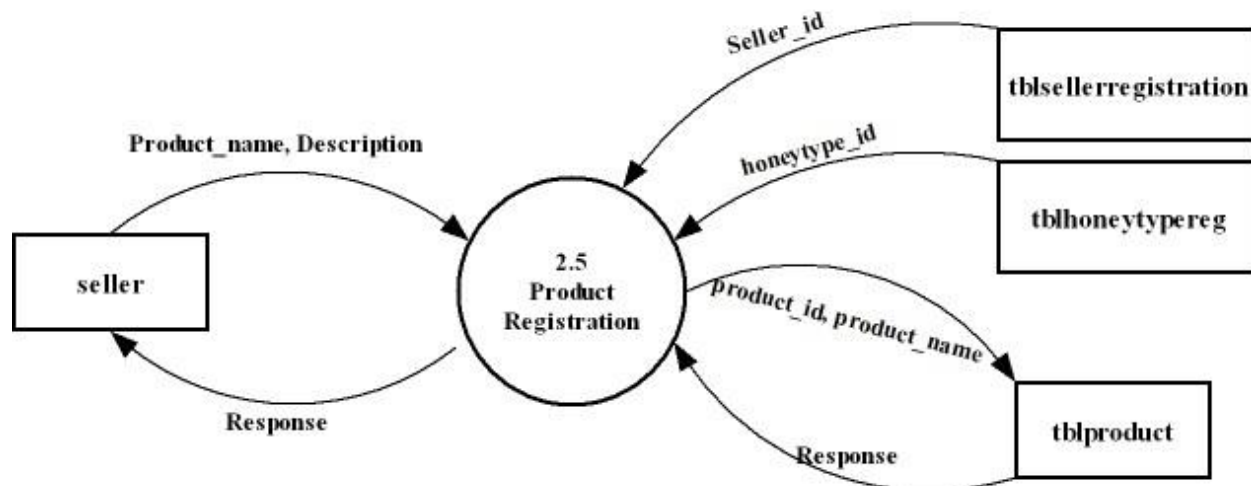 Seller_id
tblsellerregistration
Product_name, Description
honeytype_id
tblhoneytypereg
seller
2.5
Product
Registration
product_id, product_name
Response
Response
tblproduct